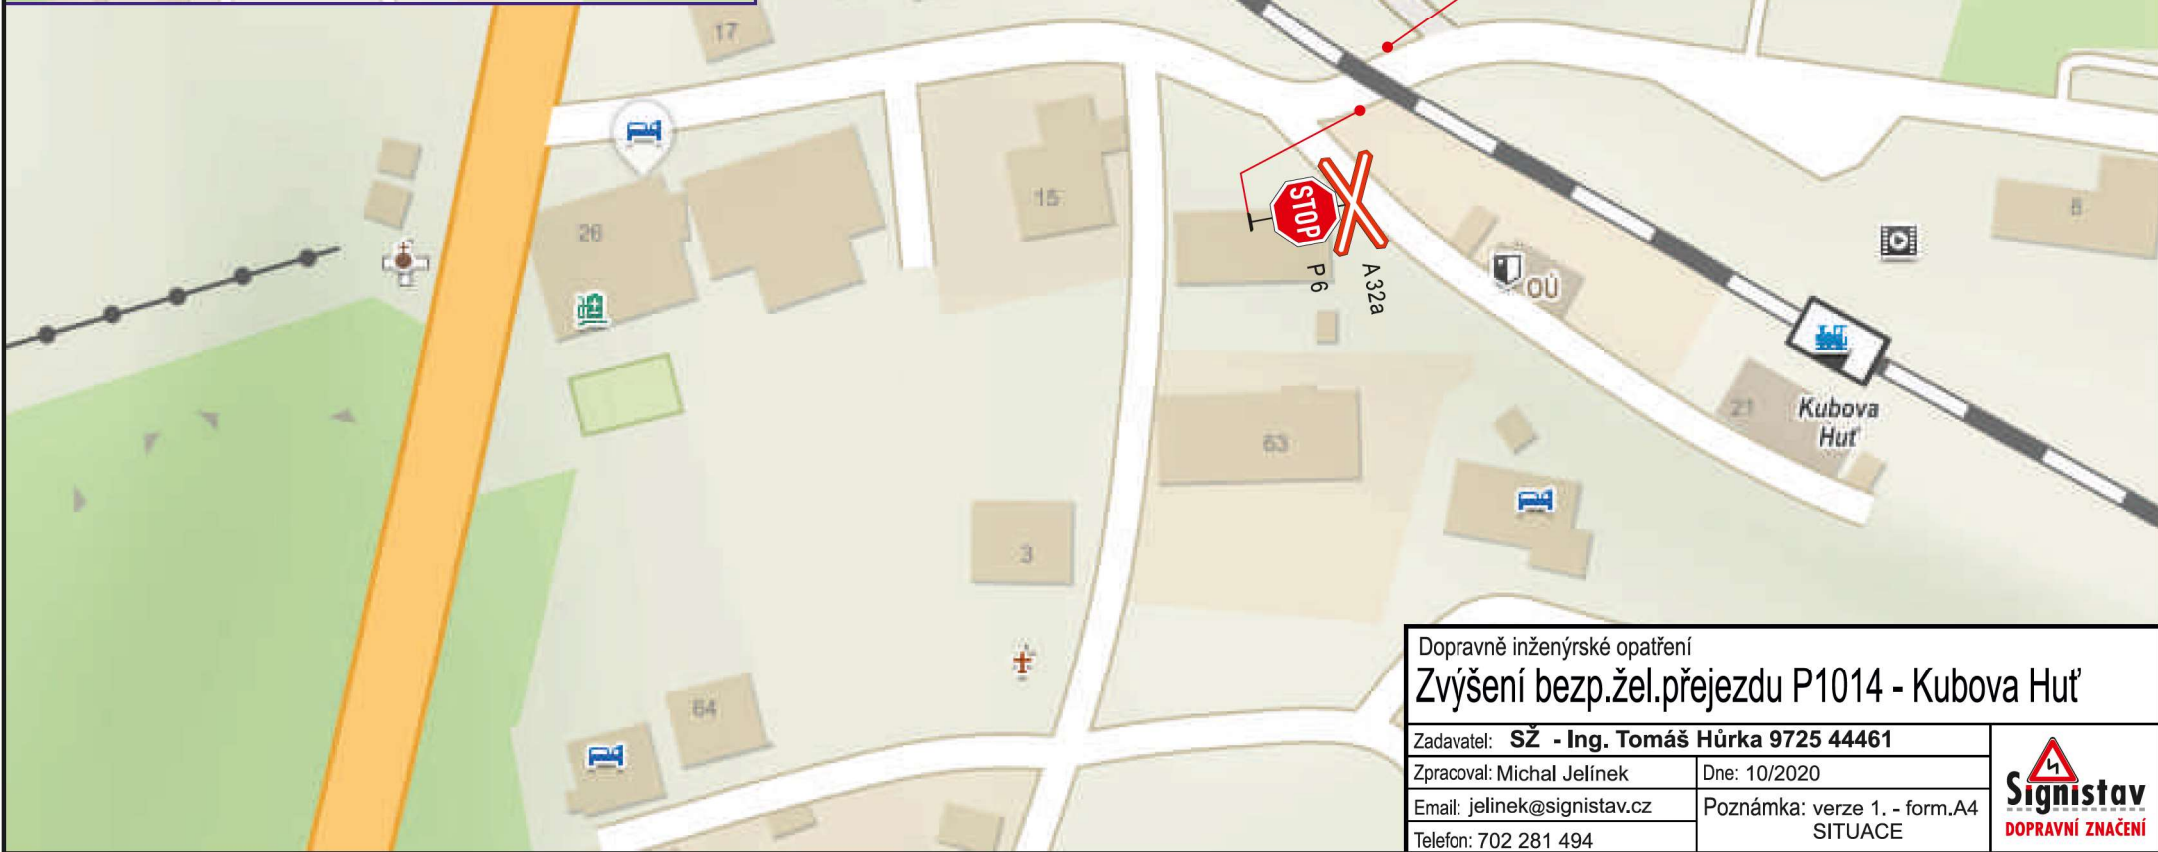 17
15
26
STOP
P 6
A 32a
OÚ
8
21
Kubova
Huť
63
3
64
Dopravně inženýrské opatření
Zvýšení bezp.žel.přejezdu P1014 - Kubova Huť
Zadavatel: SŽ - Ing. Tomáš Hůrka 9725 44461
Zpracoval: Michal Jelínek
Dne: 10/2020
Email: jelinek@signistav.cz
Poznámka: verze 1. - form.A4
SITUACE
Telefon: 702 281 494
Signistav
DOPRAVNÍ ZNAČENÍ